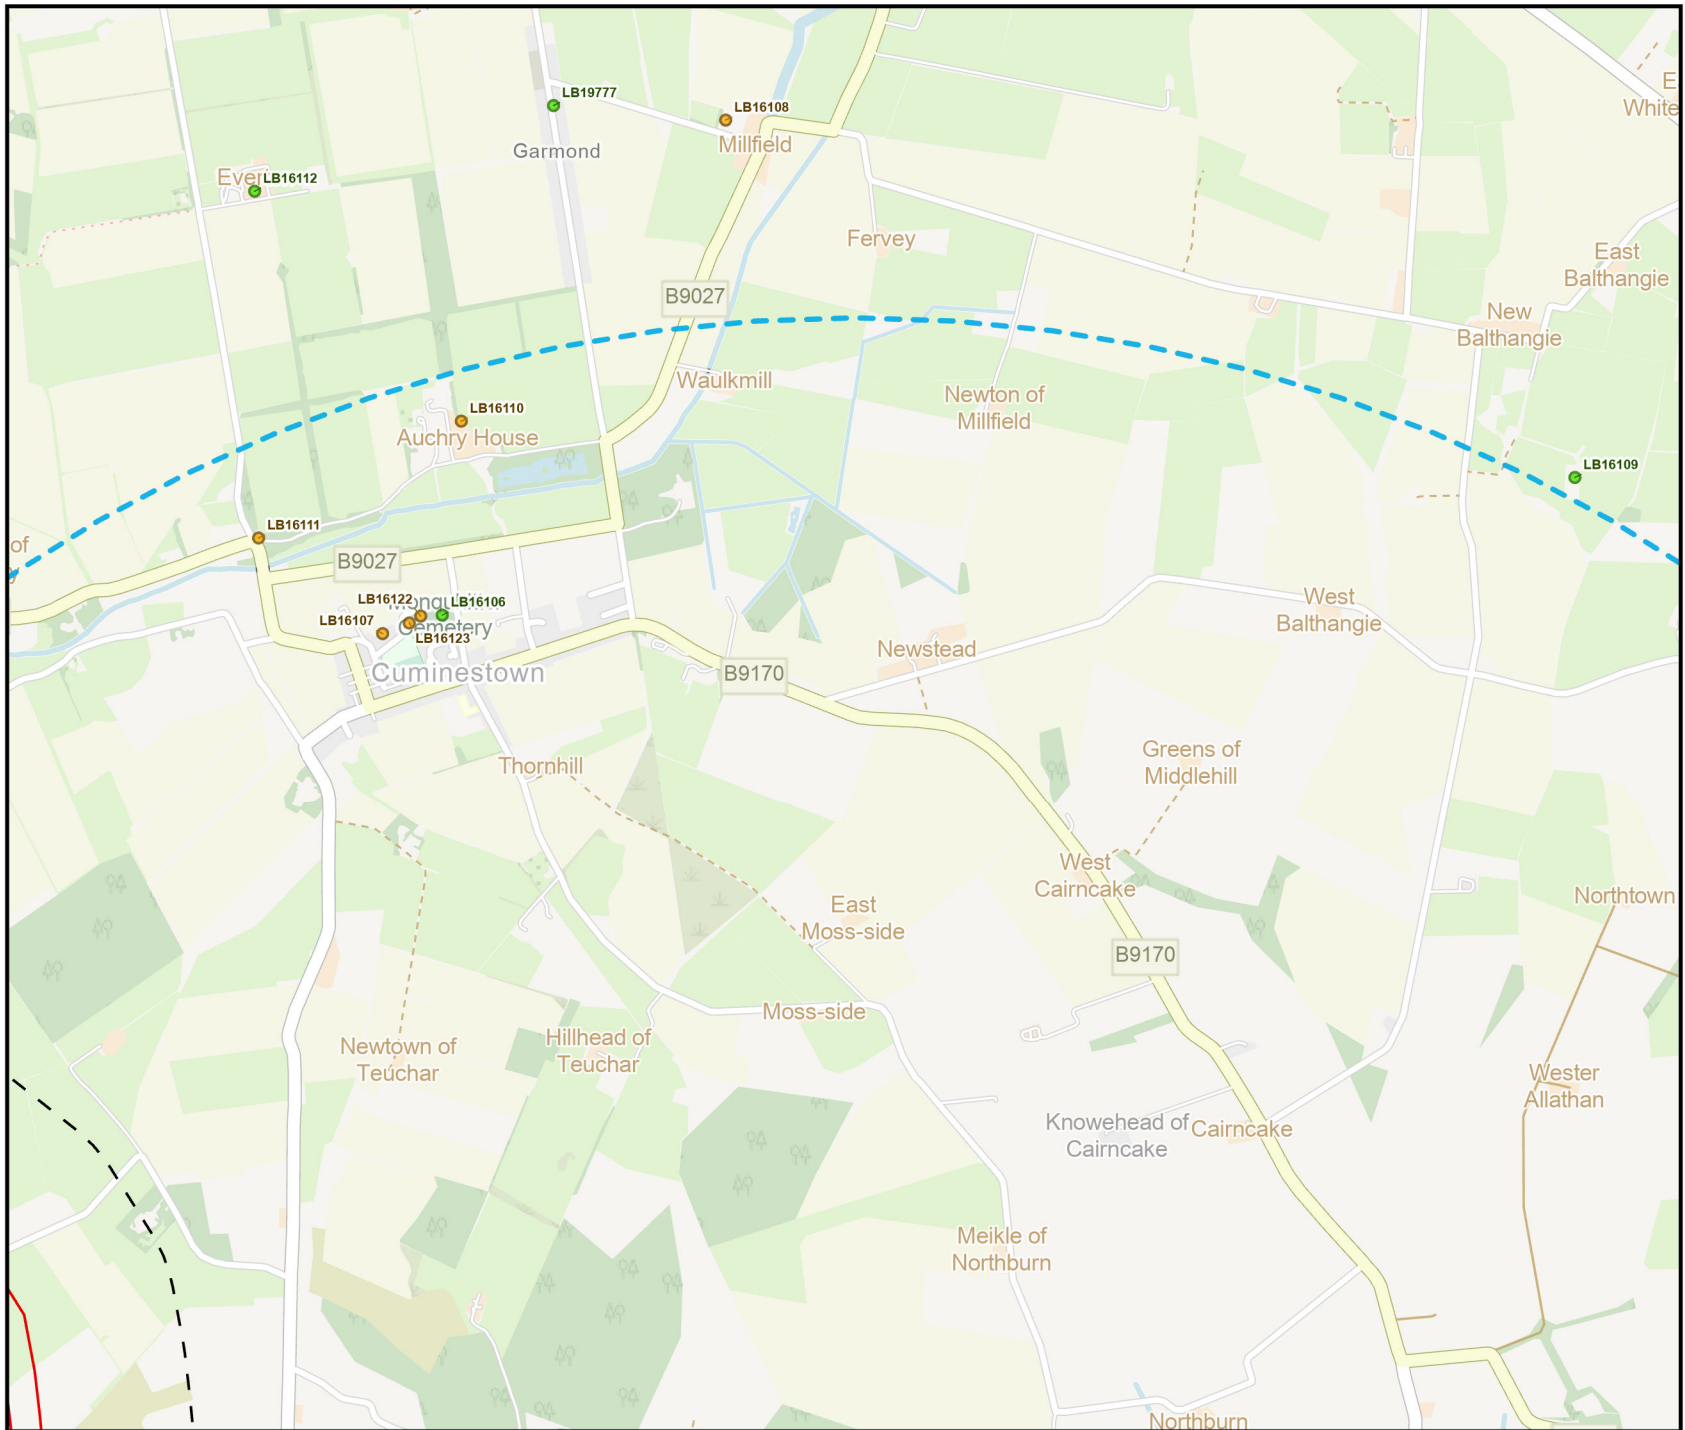 E
White
LB19777
LB16108
Garmond
Millfield
LB16112
Fervey
East
Balthangie
B9027
New
Balthangie
Waulkmill
Newton of
Millfield
LB16110
Auchry House
LB16109
LB16111
of
B9027
LB16122
LB16106
LB16107
Cemetery
LB16123
West
Balthangie
Newstead
Cuminestown
B9170
Thornhill
Greens of
Middlehill
West
Cairncake
Northtown
East
Moss-side
B9170
Moss-side
Newtown of
Teuchar
Hillhead of
Teuchar
Wester
Allathan
Knowehead of
Cairncake
Cairncake
Meikle of
Northburn
Northburn